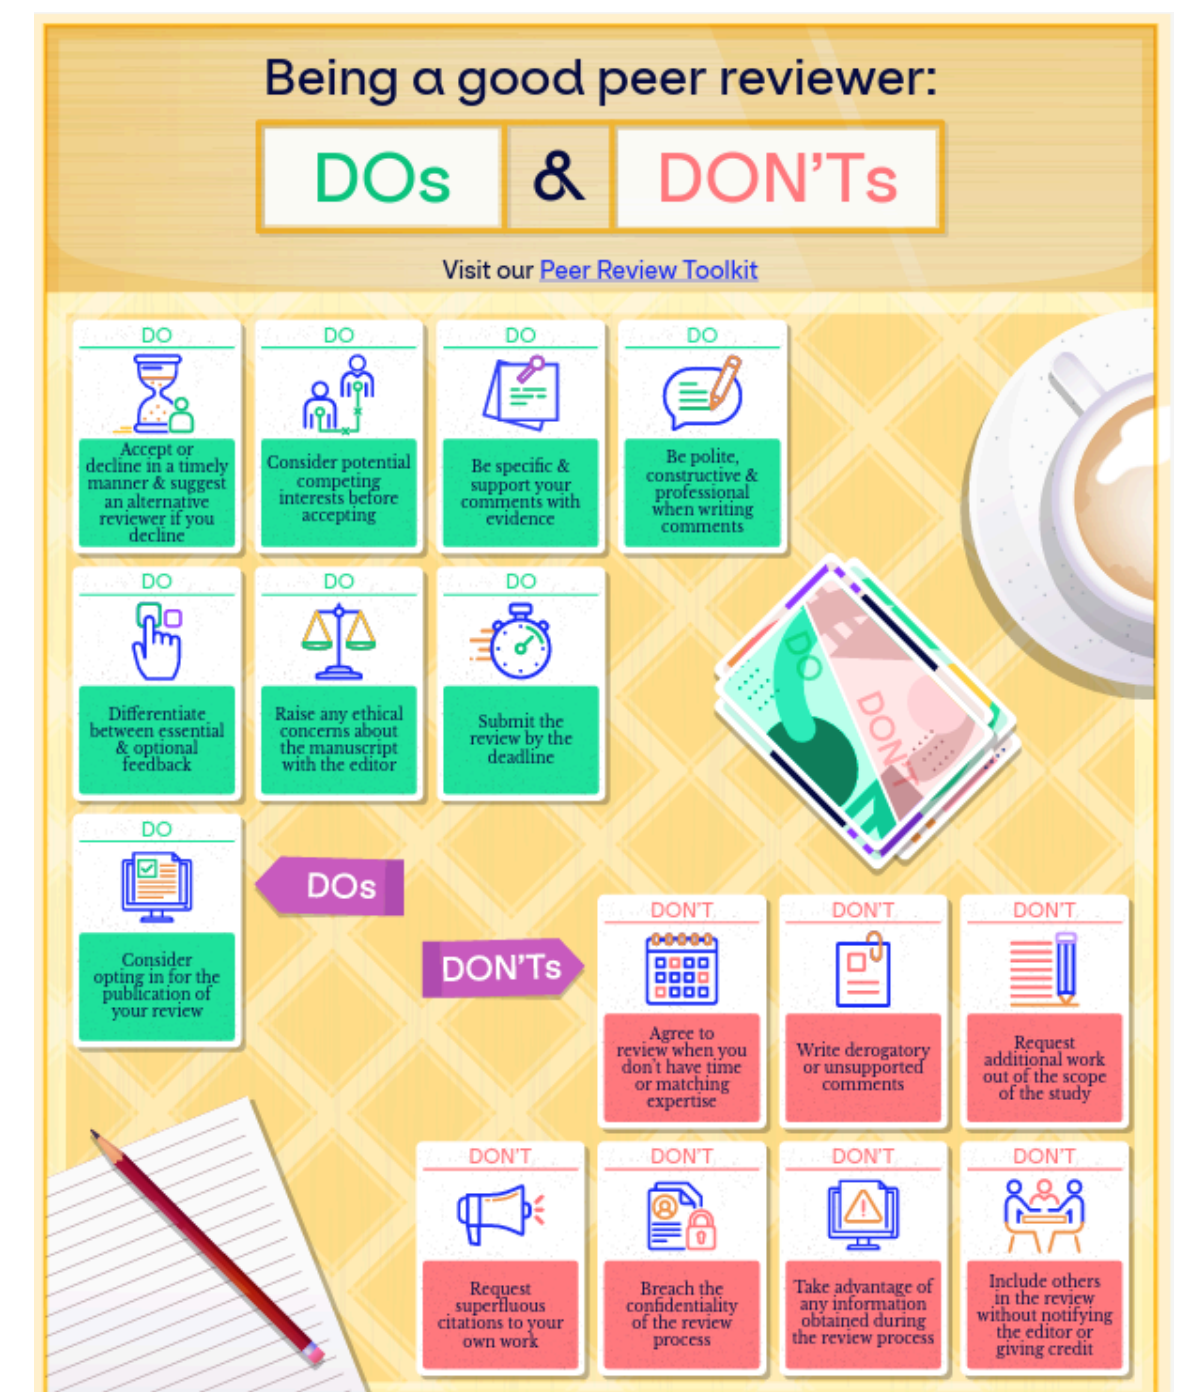 Being a good peer reviewer:
DOs & DON'Ts
Visit our Peer Review Toolkit
DO
Accept or
decline in a timely
manner & suggest
an alternative
reviewer if you
decline
DO
Consider potential
competing
interests before
accepting
DO
Be specific &
support your
comments with
evidence
DO
Be polite,
constructive &
professional
when writing
comments
DO
Differentiate
between essential
& optional
feedback
DO
Raise any ethical
concerns about
the manuscript
with the editor
DO
Submit the
review by the
deadline
DO
DON'T
DO
Consider
opting in for the
publication of
your review
DOs
DON'Ts
DON'T
Agree to
review when you
don't have time
or matching
expertise
DON'T
Write derogatory
or unsupported
comments
DON'T
Request
additional work
out of the scope
of the study
DON'T
Request
superfluous
citations to your
own work
DON'T
Breach the
confidentiality
of the review
process
DON'T
Take advantage of
any information
obtained during
the review process
DON'T
Include others
in the review
without notifying
the editor or
giving credit